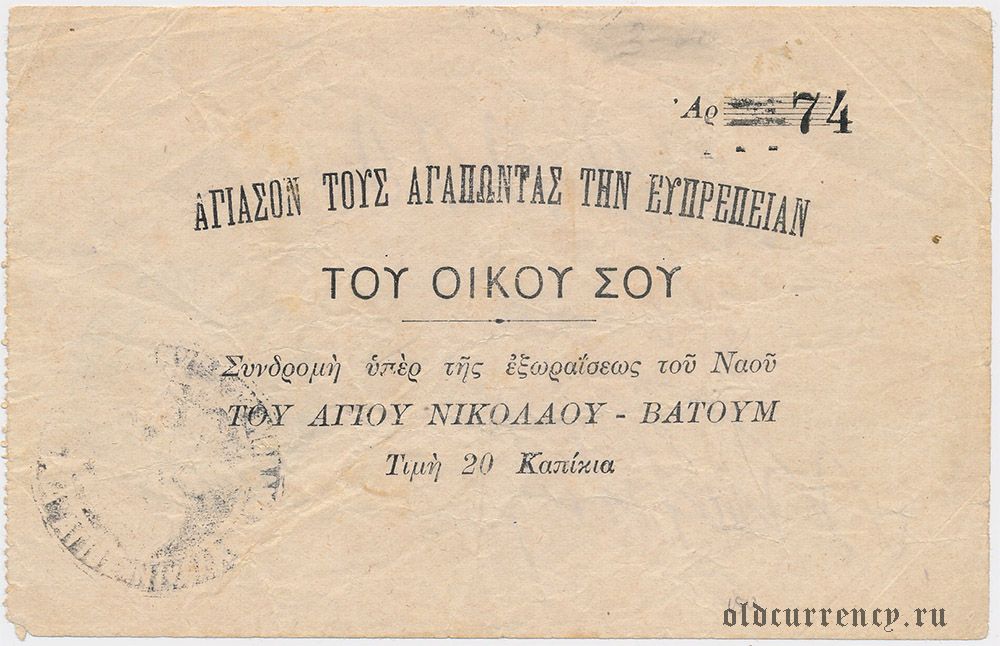 Ἀρ 74
ΑΓΙΑΣΟΝ ΤΟΥΣ ΑΓΑΠΩΝΤΑΣ ΤΗΝ ΕΥΠΡΕΠΕΙΑΝ
ΤΟΥ ΟΙΚΟΥ ΣΟΥ
Συνδρομὴ ὑπὲρ τῆς ἐξωραΐσεως τοῦ Ναοῦ
ΤΟΥ ΑΓΙΟΥ ΝΙΚΟΛΑΟΥ - ΒΑΤΟΥΜ
Τιμὴ 20 Καπίκια
oldcurrency.ru